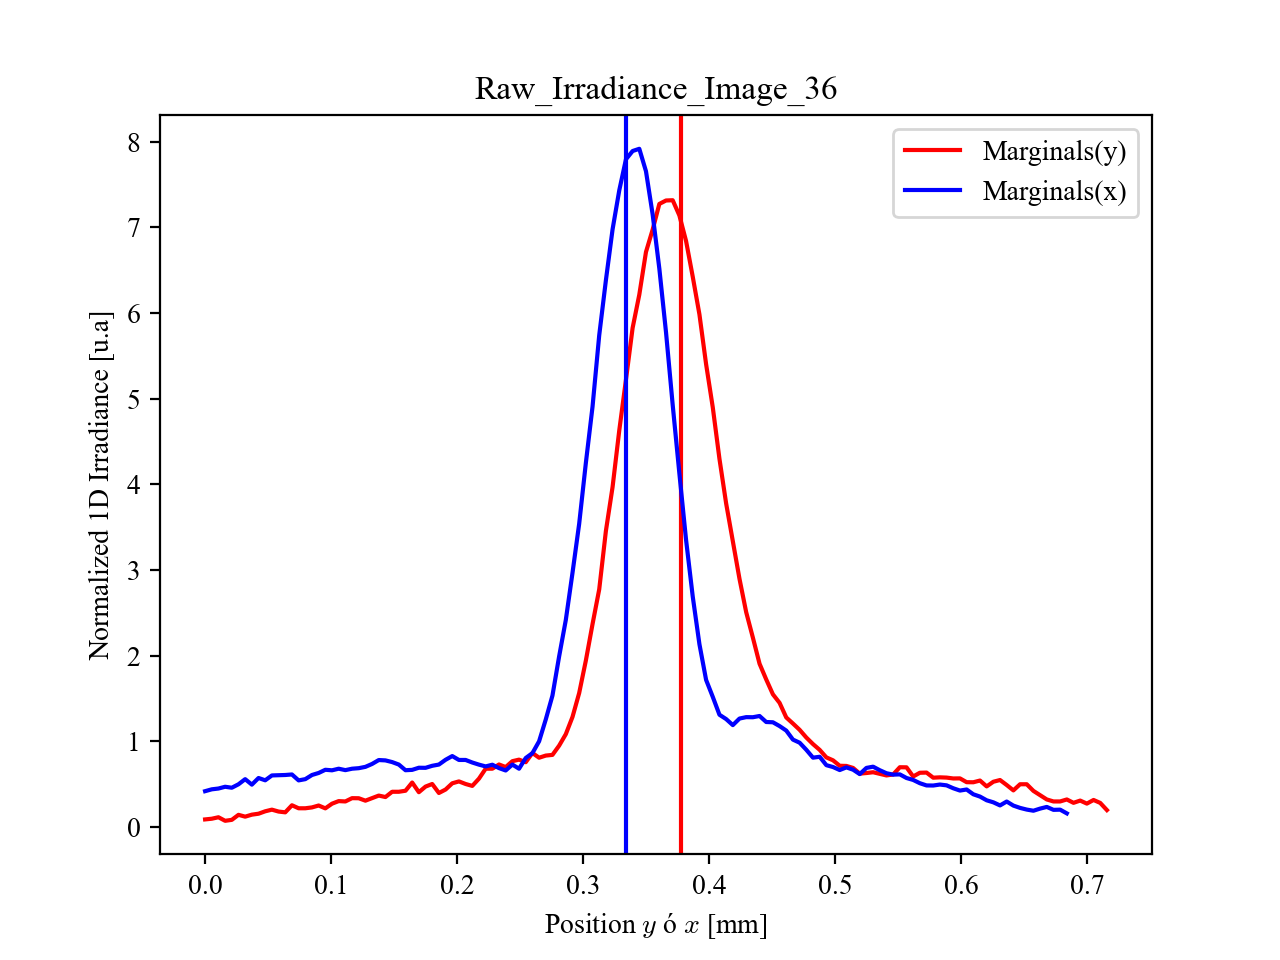 Raw_Irradiance_Image_36
Marginals(y)
Marginals(x)
Normalized 1D Irradiance [u.a]
8
7
6
5
4
3
2
1
0
0.0 0.1 0.2 0.3 0.4 0.5 0.6 0.7
Position y ó x [mm]